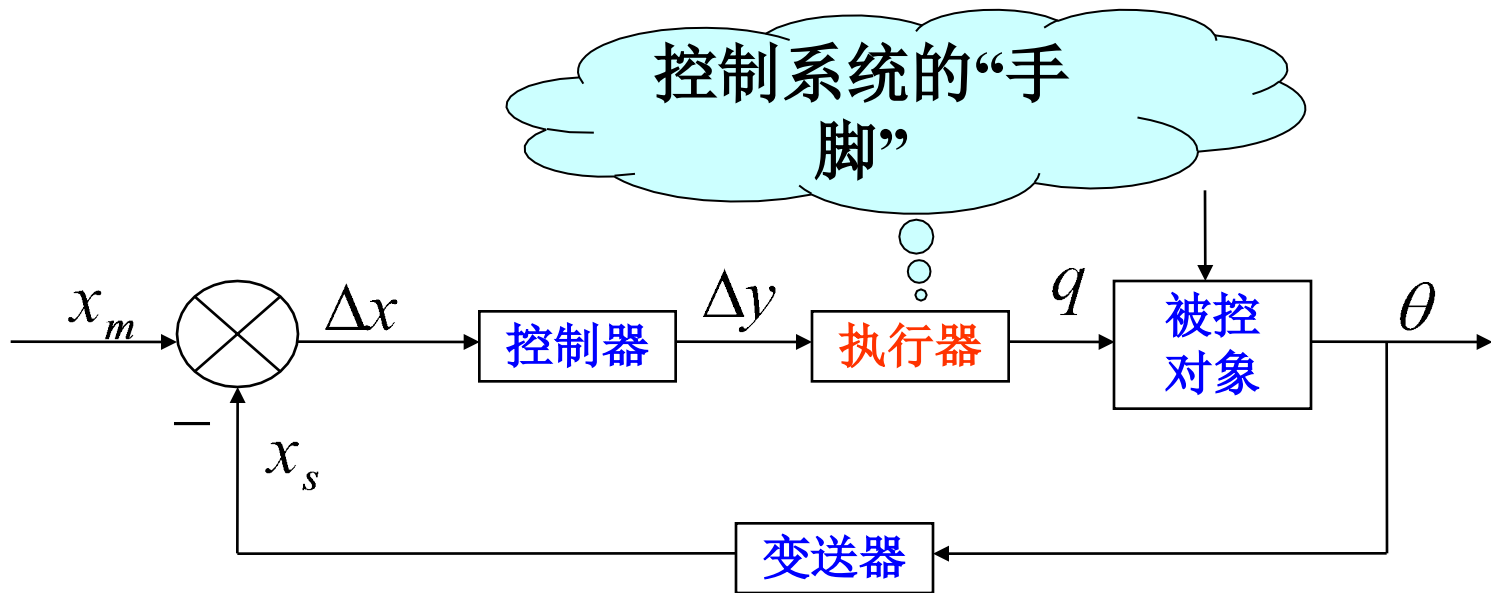 控制系统的“手
脚”
x_m
Δx
控制器
Δy
执行器
q
被控
对象
θ
−
x_s
变送器